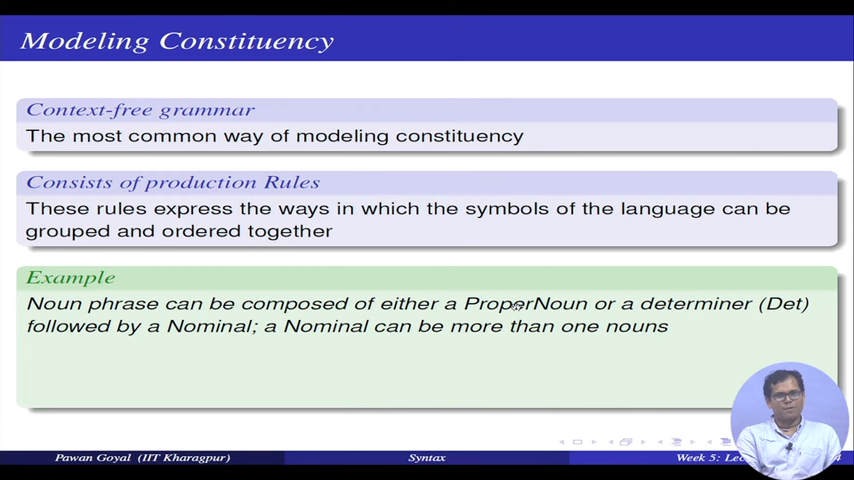 Modeling Constituency
Context-free grammar
The most common way of modeling constituency
Consists of production Rules
These rules express the ways in which the symbols of the language can be
grouped and ordered together
Example
Noun phrase can be composed of either a ProperNoun or a determiner (Det)
followed by a Nominal; a Nominal can be more than one nouns
Pawan Goyal (IIT Kharagpur)
Syntax
Week 5:
4